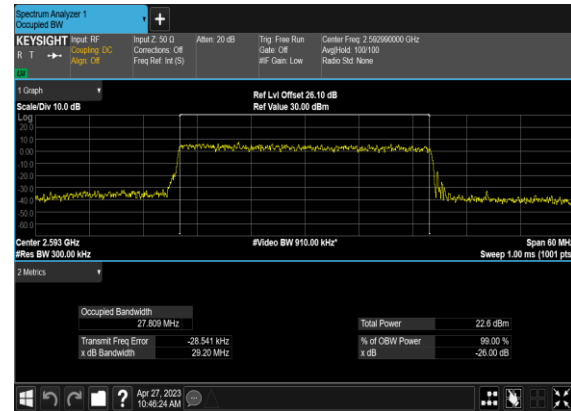 Spectrum Analyzer 1
Occupied BW
+
KEYSIGHT Input: RF Input Z: 50 Ω Atten: 20 dB Trig: Free Run Center Freq: 2.592990000 GHz
R T Coupling: DC Corrections: Off Gate: Off Avg|Hold: 100/100
Align: Off Freq Ref: Int (S) #IF Gain: Low Radio Std: None
1 Graph Ref Lvl Offset 26.10 dB
Scale/Div 10.0 dB Ref Value 30.00 dBm
Log
20.0
10.0
0.00
-10.0
-20.0
-30.0
-40.0
-50.0
-60.0
Center 2.593 GHz #Video BW 910.00 kHz* Span 60 MHz
#Res BW 300.00 kHz Sweep 1.00 ms (1001 pts
2 Metrics
Occupied Bandwidth
27.809 MHz Total Power 22.6 dBm
Transmit Freq Error -28.541 kHz % of OBW Power 99.00 %
x dB Bandwidth 29.20 MHz x dB -26.00 dB
? Apr 27, 2023
10:46:24 AM